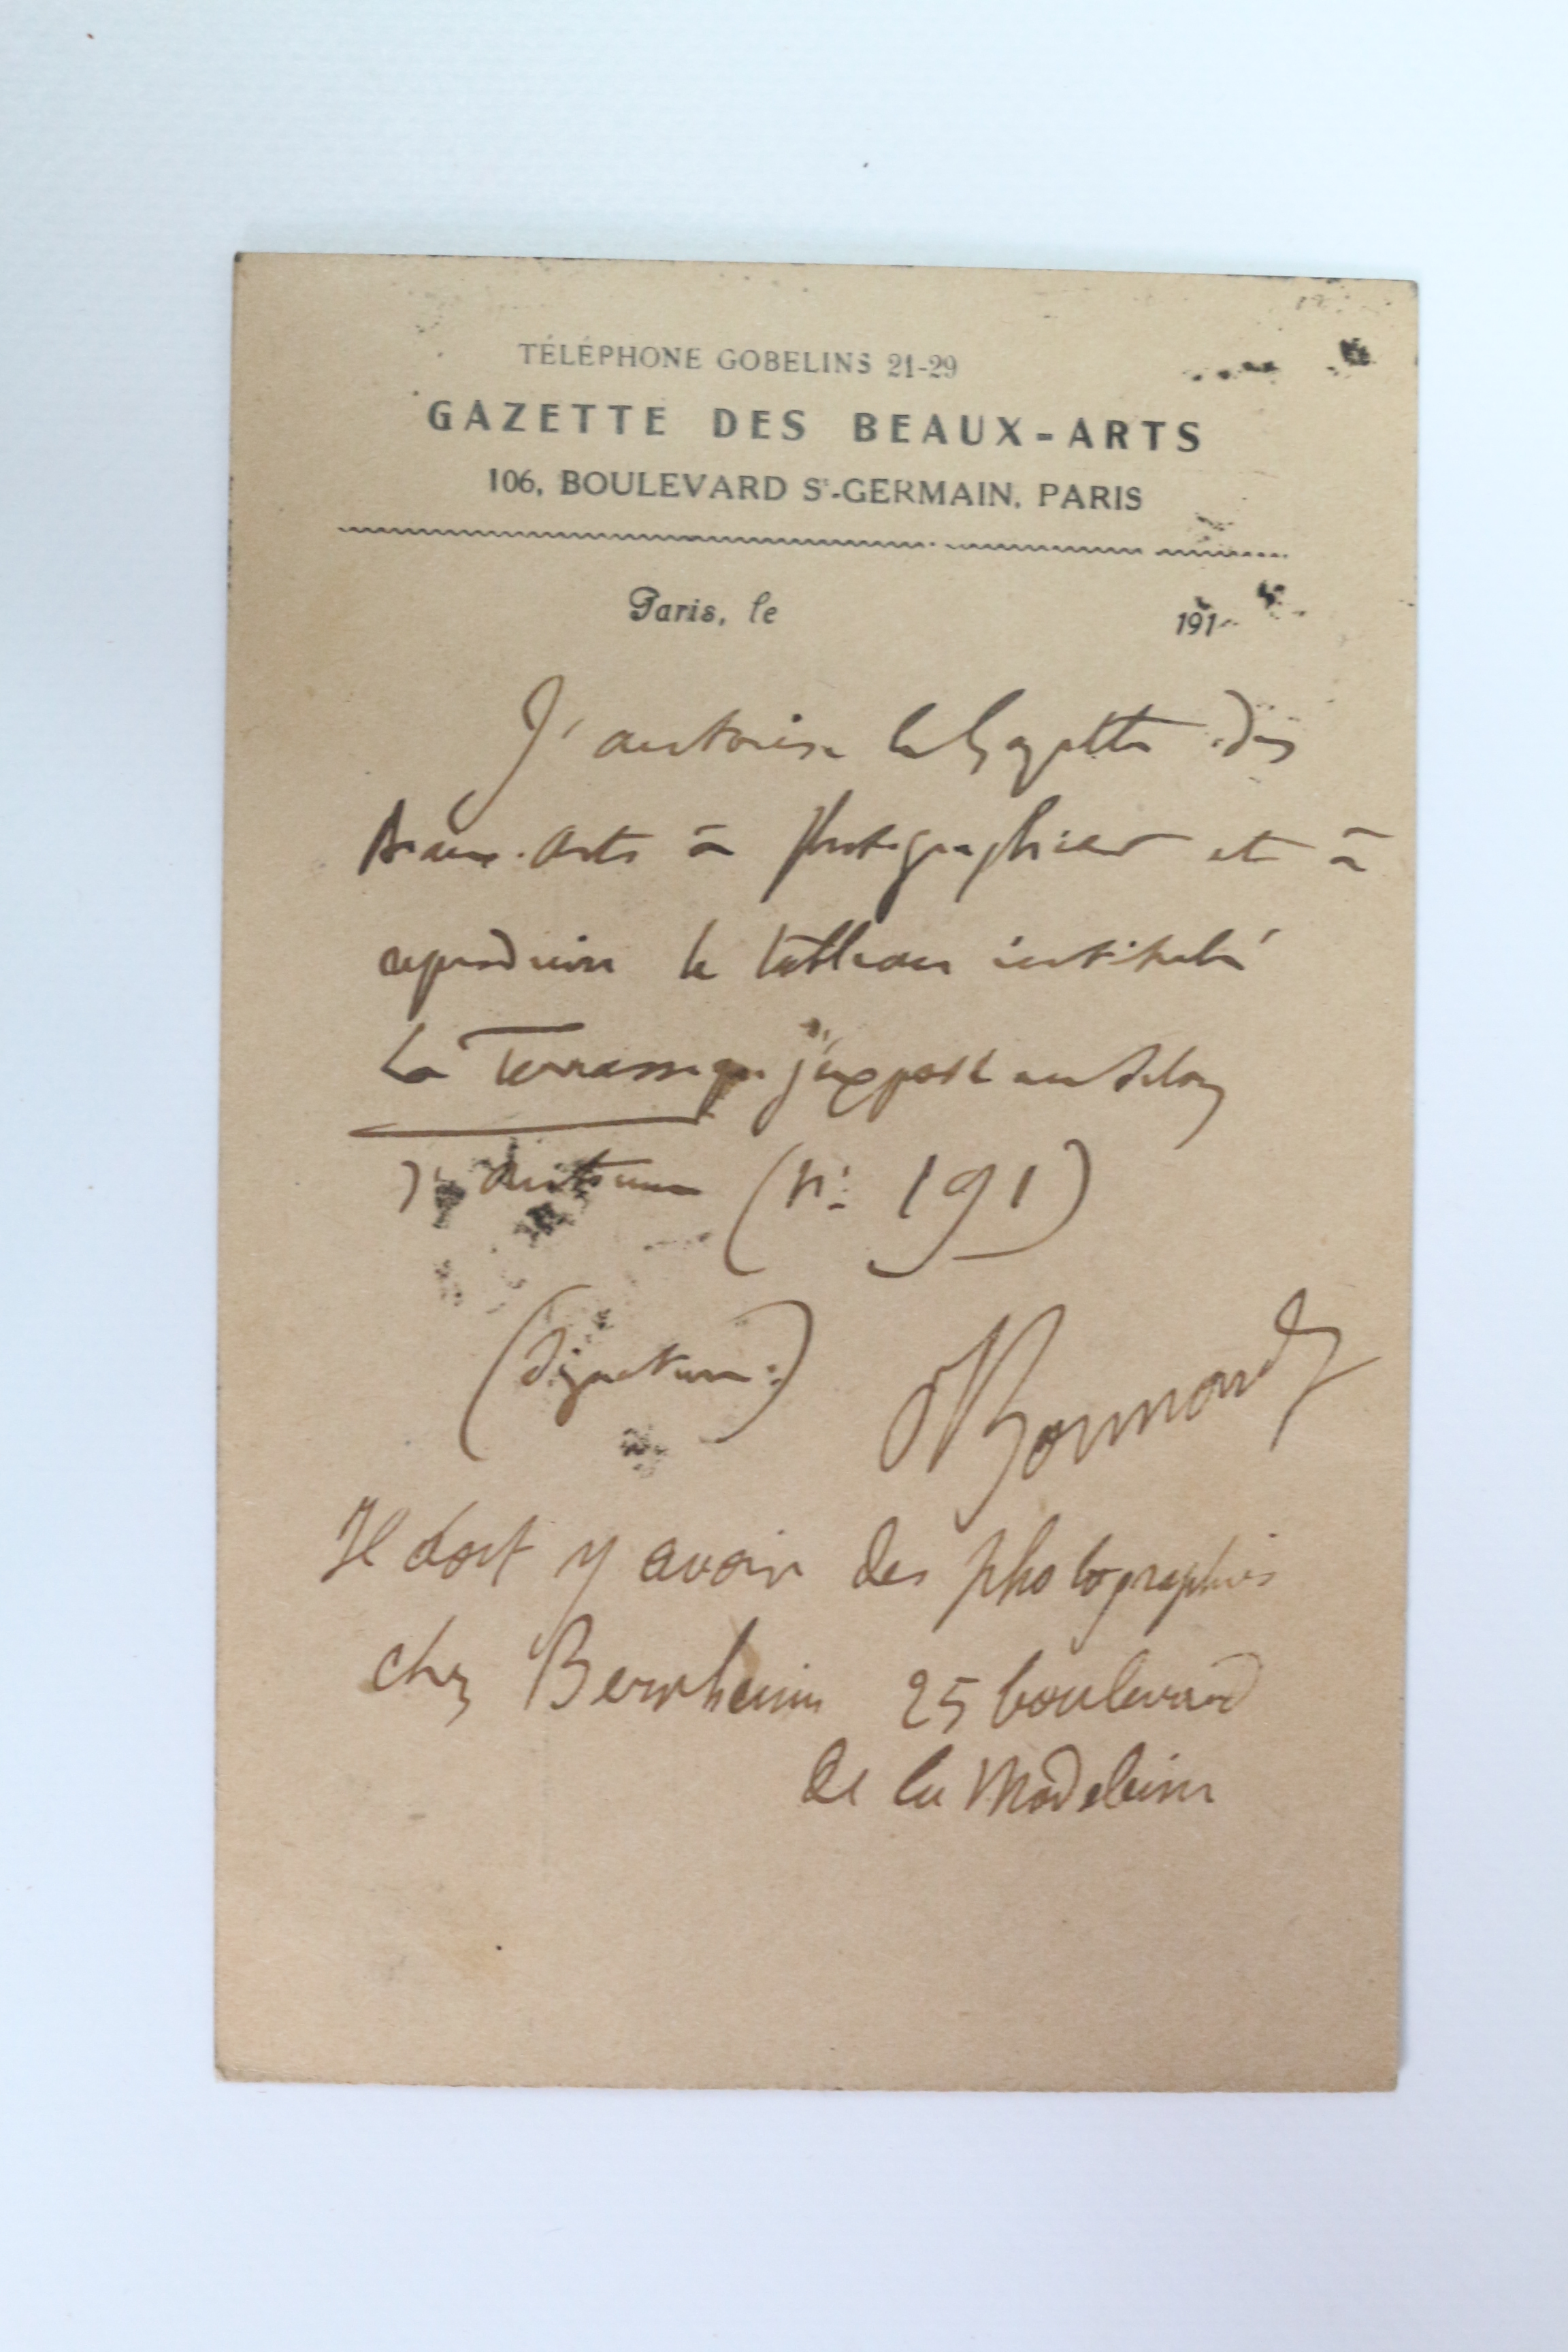 TÉLÉPHONE GOBELINS 21-29
GAZETTE DES BEAUX-ARTS
106, BOULEVARD St-GERMAIN, PARIS
Paris, le 191
J'autorise la Gazette des
Beaux-Arts à photographier et à
reproduire le tableau intitulé
La Terrasse que j'expose au Salon
d'Automne (No 191)
(Signature:) Bonnard
Il doit y avoir des photographies
chez Bernheim 25 boulevard
de la Madeleine